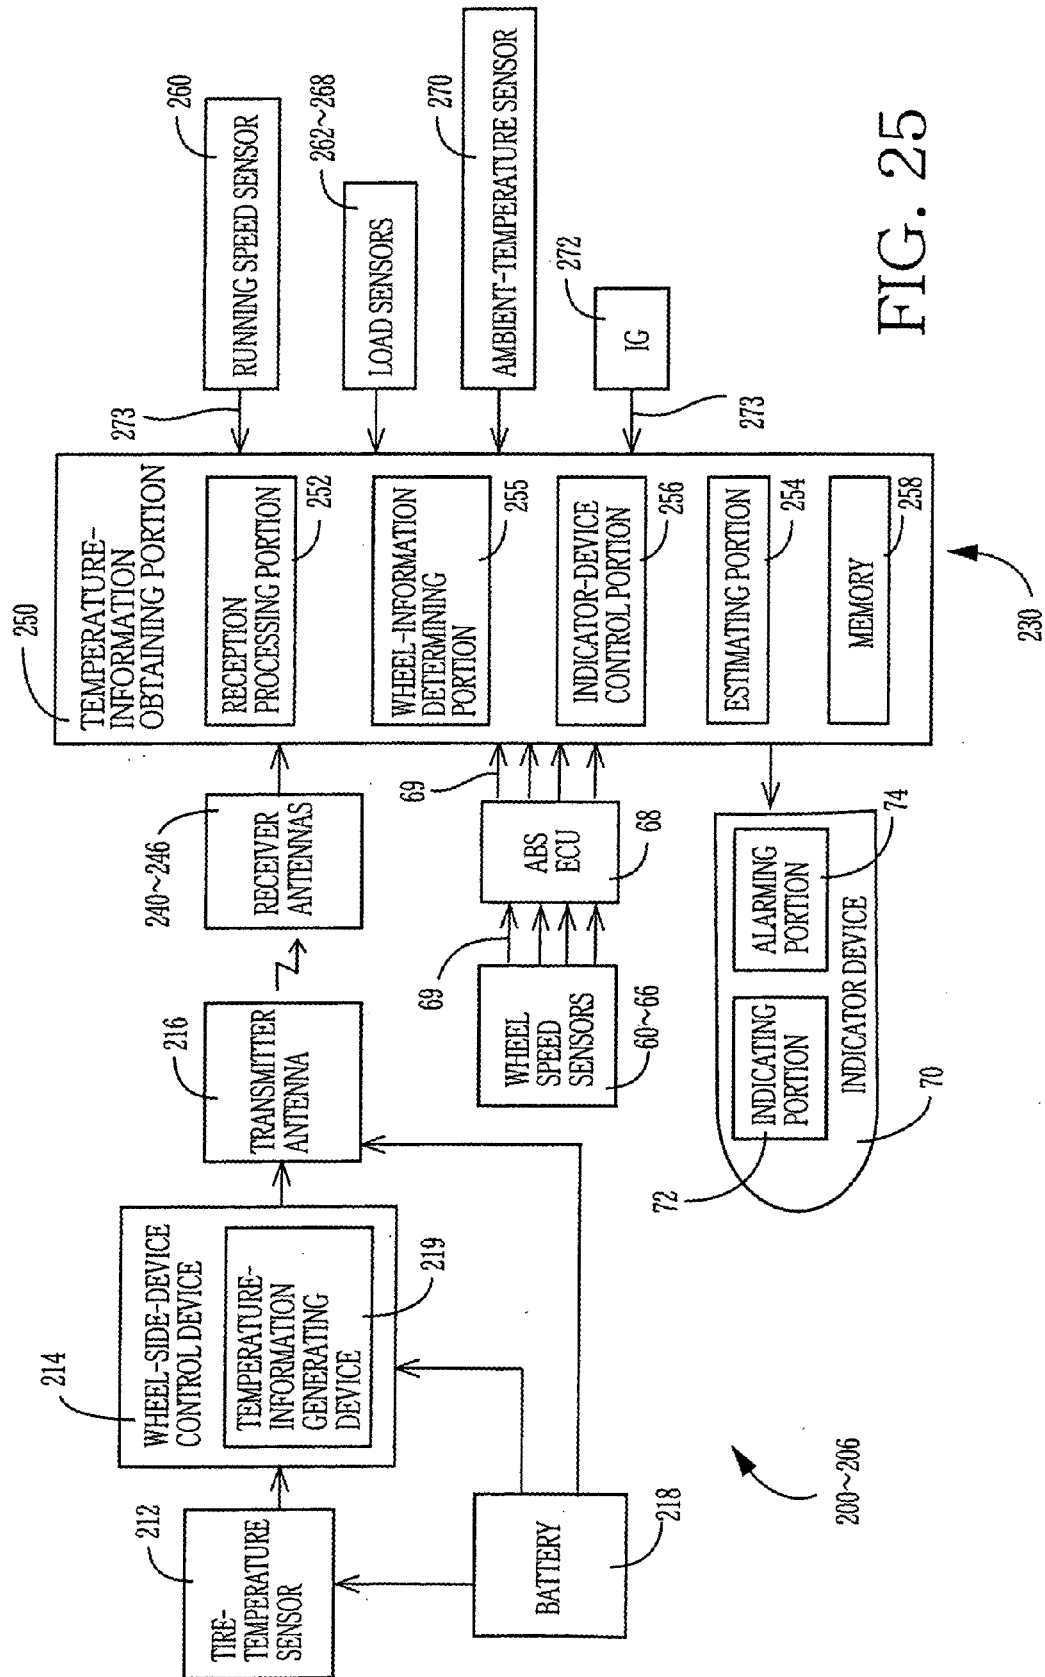 212
TIRE-
TEMPERATURE
SENSOR
214
WHEEL-SIDE-DEVICE
CONTROL DEVICE
TEMPERATURE-
INFORMATION
GENERATING
DEVICE
219
216
TRANSMITTER
ANTENNA
240~246
RECEIVER
ANTENNAS
BATTERY
218
200~206
69
WHEEL
SPEED
SENSORS
60~66
69
ABS
ECU
68
72
INDICATING
PORTION
ALARMING
PORTION
74
INDICATOR DEVICE
70
250
TEMPERATURE-
INFORMATION
OBTAINING PORTION
RECEPTION
PROCESSING PORTION
252
WHEEL-INFORMATION
DETERMINING
PORTION
255
INDICATOR-DEVICE
CONTROL PORTION
256
ESTIMATING PORTION
254
MEMORY
258
230
273
RUNNING SPEED SENSOR
260
LOAD SENSORS
262~268
AMBIENT-TEMPERATURE SENSOR
270
IG
272
273
FIG. 25